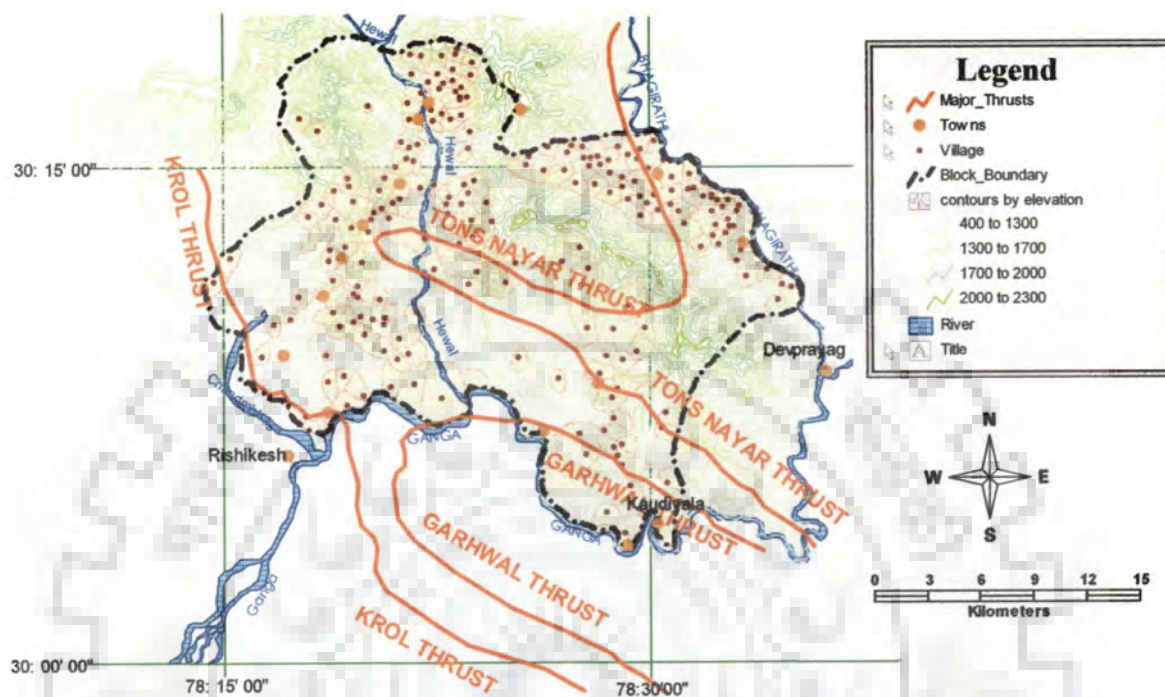 Hewal
BHAGIRATHI
Legend
Major_Thrusts
Towns
Village
Block_Boundary
contours by elevation
400 to 1300
1300 to 1700
1700 to 2000
2000 to 2300
River
A Title
30: 15' 00"
KROL THRUST
Hewal
TONS NAYAR THRUST
BHAGIRATHI
Hewal
Devprayag
TONS NAYAR THRUST
GANGA
Rishikesh
GARHWAL THRUST
Kaudiyala
GANGA
GARHWAL THRUST
KROL THRUST
Ganga
N
W E
S
0 3 6 9 12 15
Kilometers
30: 00' 00"
78: 15' 00"
78: 30' 00"